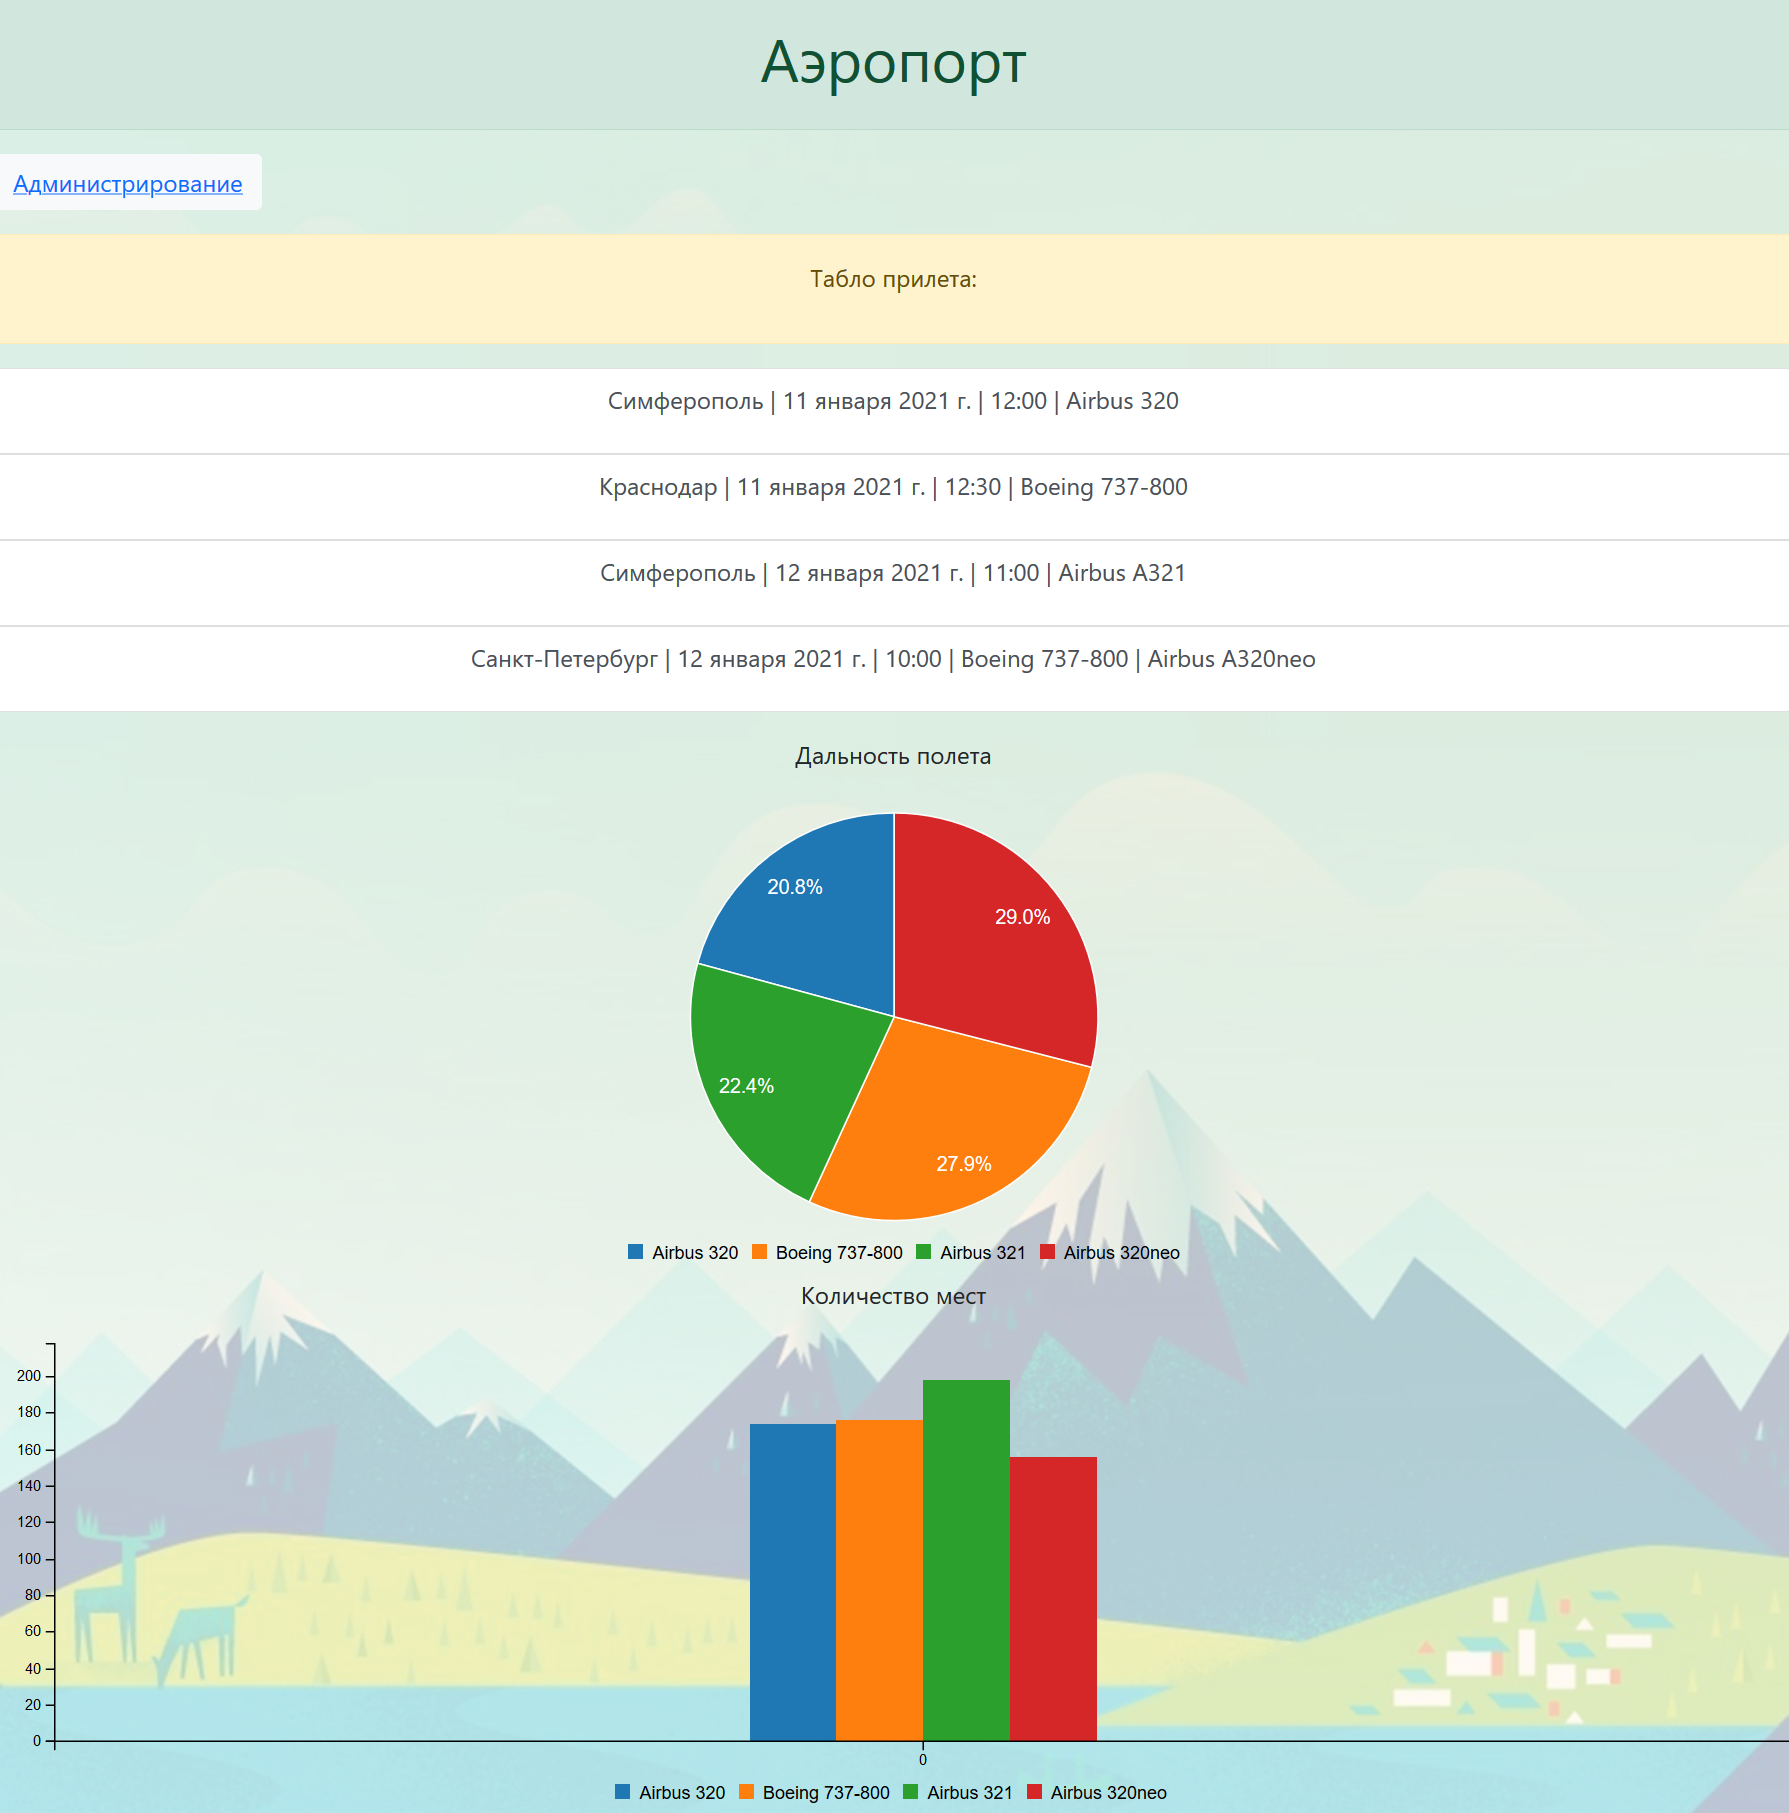 Аэропорт
Администрирование
Табло прилета:
Симферополь | 11 января 2021 г. | 12:00 | Airbus 320
Краснодар | 11 января 2021 г. | 12:30 | Boeing 737-800
Симферополь | 12 января 2021 г. | 11:00 | Airbus A321
Санкт-Петербург | 12 января 2021 г. | 10:00 | Boeing 737-800 | Airbus A320neo
Дальность полета
20.8%
29.0%
22.4%
27.9%
Airbus 320 Boeing 737-800 Airbus 321 Airbus 320neo
Количество мест
200
180
160
140
120
100
80
60
40
20
0
0
Airbus 320 Boeing 737-800 Airbus 321 Airbus 320neo